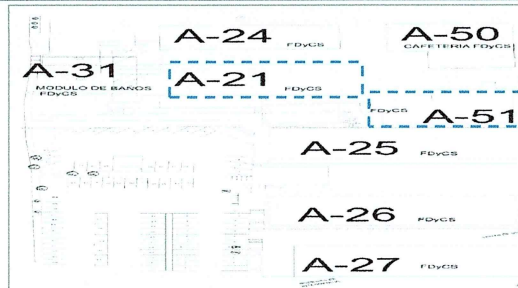 A-24 FDyCS
A-50
CAFETERIA FDyCS
A-31
MODULO DE BAÑOS
FDyCS
A-21 FDyCS
FDyCS A-51
A-25 FDyCS
A-26 FDyCS
A-27 FDyCS